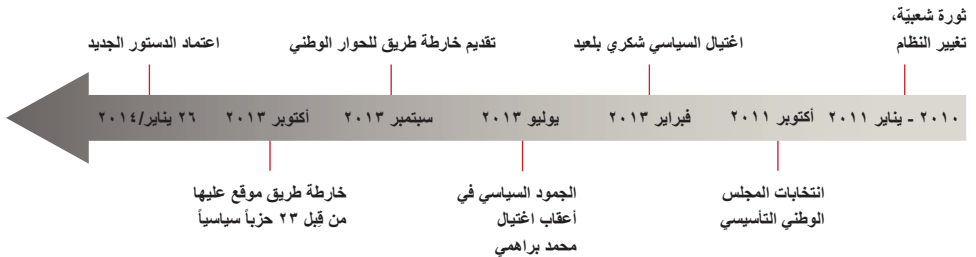 ثورة شعبيّة،
تغيير النظام
اغتيال السياسي شكري بلعيد
تقديم خارطة طريق للحوار الوطني
اعتماد الدستور الجديد
٢٠١٠ - يناير ٢٠١١
أكتوبر ٢٠١١
فبراير ٢٠١٣
يوليو ٢٠١٣
سبتمبر ٢٠١٣
أكتوبر ٢٠١٣
٢٦ يناير/٢٠١٤
انتخابات المجلس
الوطني التأسيسي
الجمود السياسي في
أعقاب اغتيال
محمد براهمي
خارطة طريق موقع عليها
من قِبل ٢٣ حزباً سياسياً